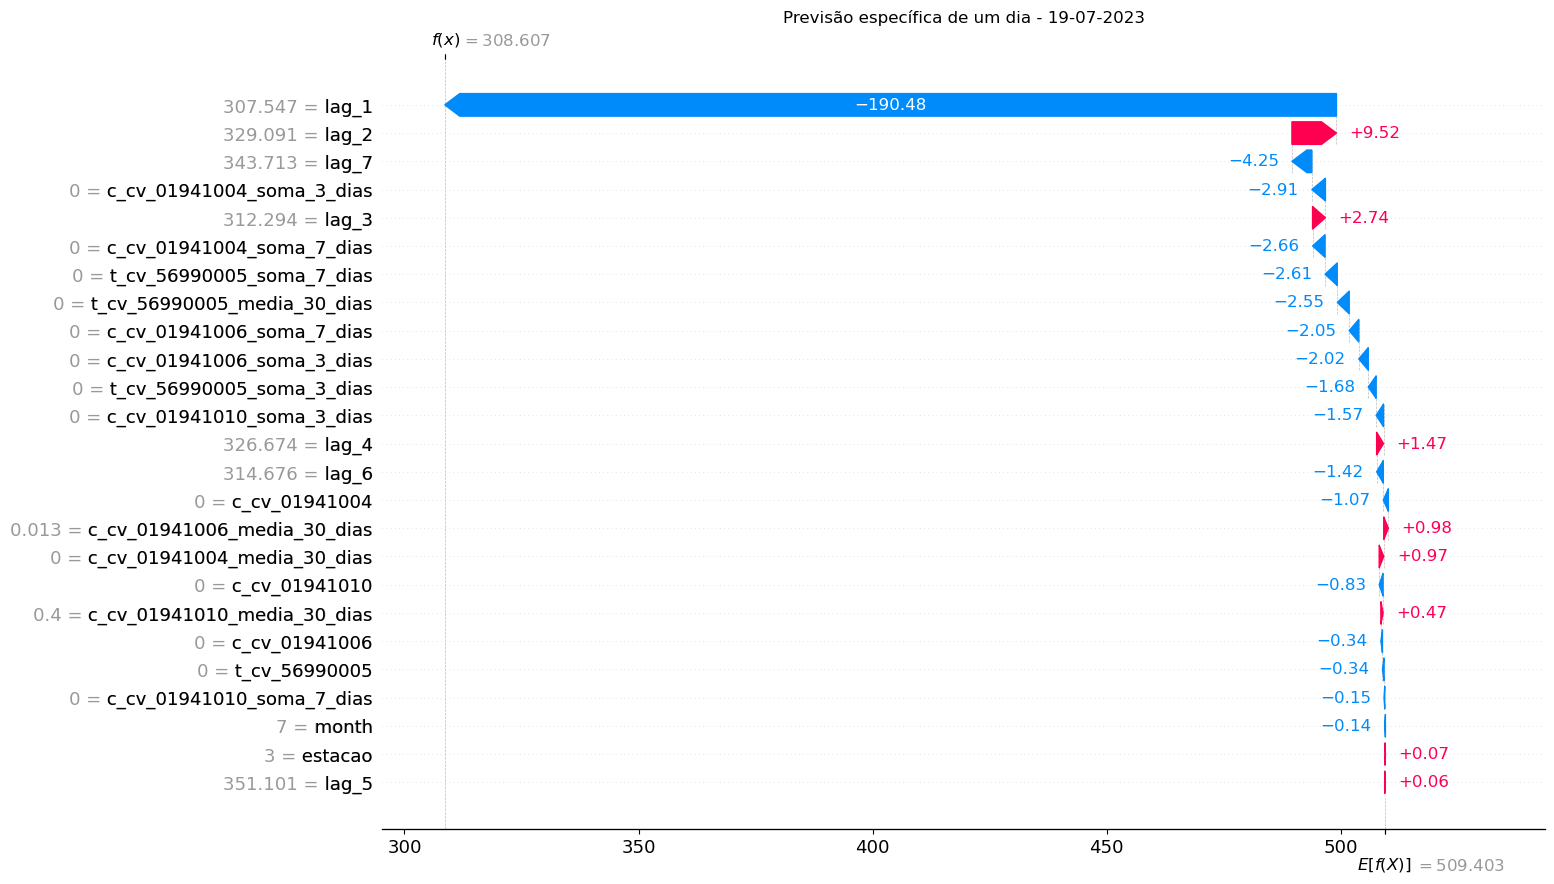 Previsão específica de um dia - 19-07-2023
f(x) = 308.607
307.547 = lag_1 −190.48
329.091 = lag_2 +9.52
343.713 = lag_7 −4.25
0 = c_cv_01941004_soma_3_dias −2.91
312.294 = lag_3 +2.74
0 = c_cv_01941004_soma_7_dias −2.66
0 = t_cv_56990005_soma_7_dias −2.61
0 = t_cv_56990005_media_30_dias −2.55
0 = c_cv_01941006_soma_7_dias −2.05
0 = c_cv_01941006_soma_3_dias −2.02
0 = t_cv_56990005_soma_3_dias −1.68
0 = c_cv_01941010_soma_3_dias −1.57
326.674 = lag_4 +1.47
314.676 = lag_6 −1.42
0 = c_cv_01941004 −1.07
0.013 = c_cv_01941006_media_30_dias +0.98
0 = c_cv_01941004_media_30_dias +0.97
0 = c_cv_01941010 −0.83
0.4 = c_cv_01941010_media_30_dias +0.47
0 = c_cv_01941006 −0.34
0 = t_cv_56990005 −0.34
0 = c_cv_01941010_soma_7_dias −0.15
7 = month −0.14
3 = estacao +0.07
351.101 = lag_5 +0.06
300 350 400 450 500
E[f(X)] = 509.403